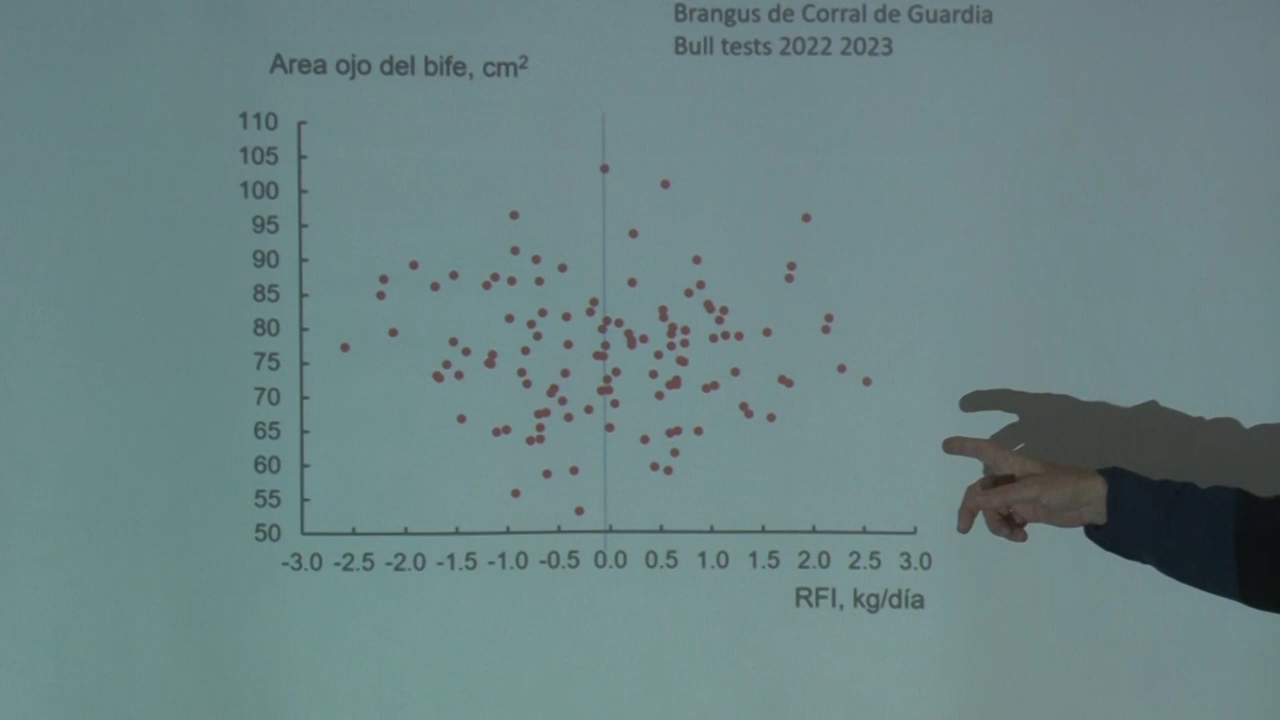 Brangus de Corral de Guardia
Bull tests 2022 2023
Area ojo del bife, cm²
110
105
100
95
90
85
80
75
70
65
60
55
50
-3.0 -2.5 -2.0 -1.5 -1.0 -0.5 0.0 0.5 1.0 1.5 2.0 2.5 3.0
RFI, kg/día